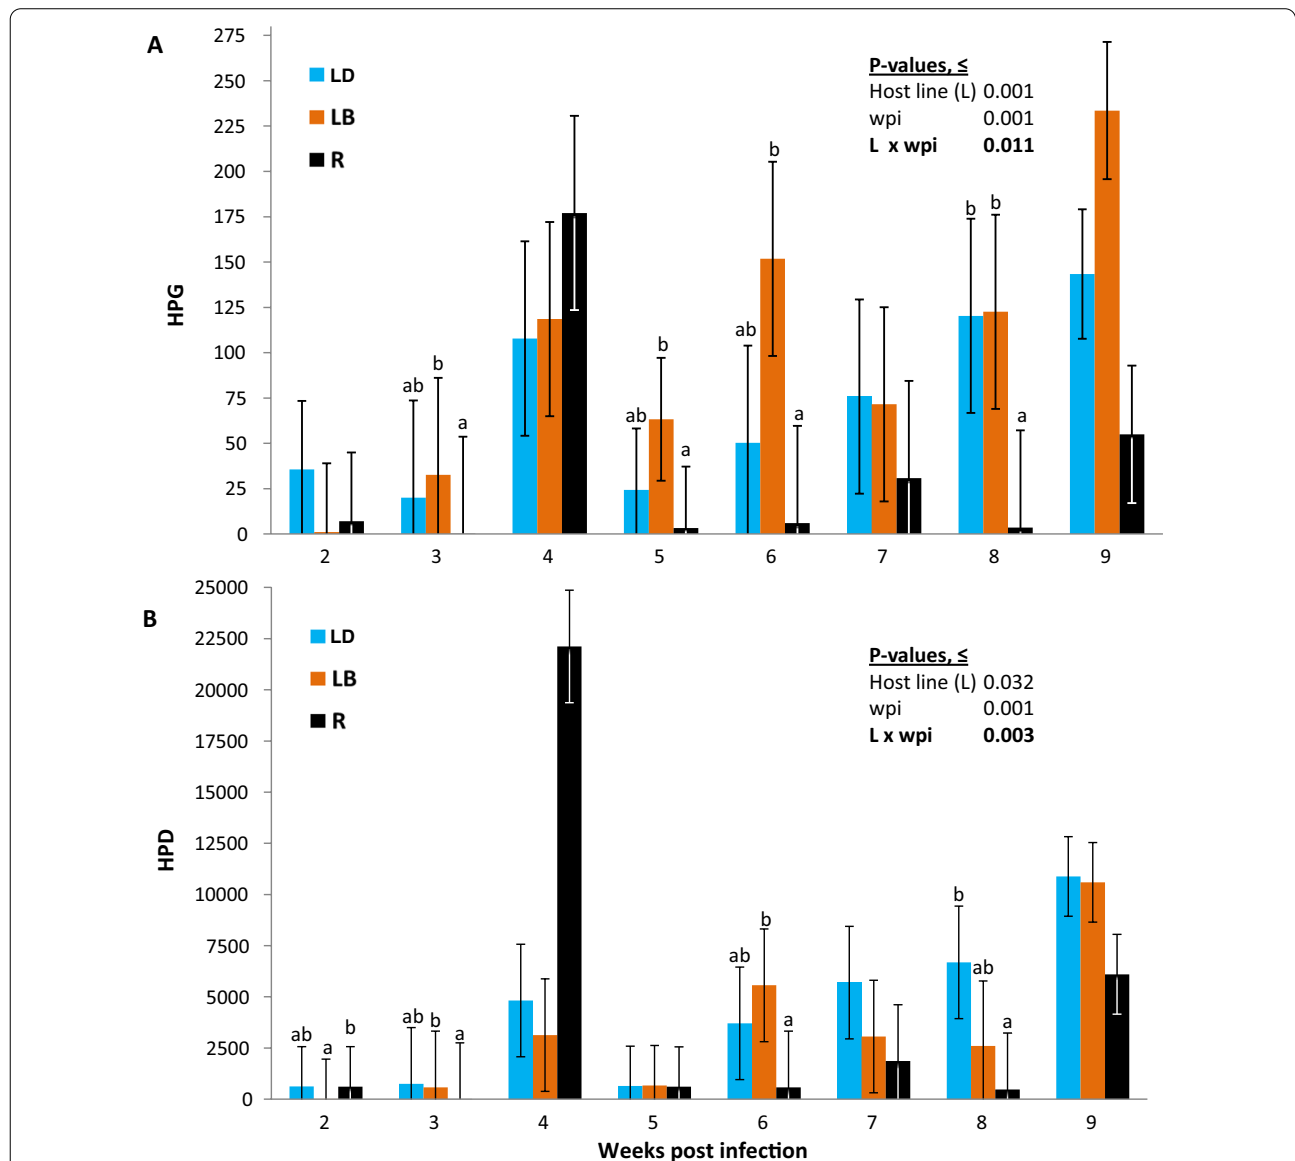 A
275
250
225
200
175
150
125
100
75
50
25
0
HPG
LD
LB
R
P-values, ≤
Host line (L) 0.001
wpi 0.001
L x wpi 0.011
ab b a
ab b a
ab b a
b b a
2 3 4 5 6 7 8 9
B
25000
22500
20000
17500
15000
12500
10000
7500
5000
2500
0
HPD
LD
LB
R
P-values, ≤
Host line (L) 0.032
wpi 0.001
L x wpi 0.003
ab a b
ab b a
ab b a
b ab a
2 3 4 5 6 7 8 9
Weeks post infection